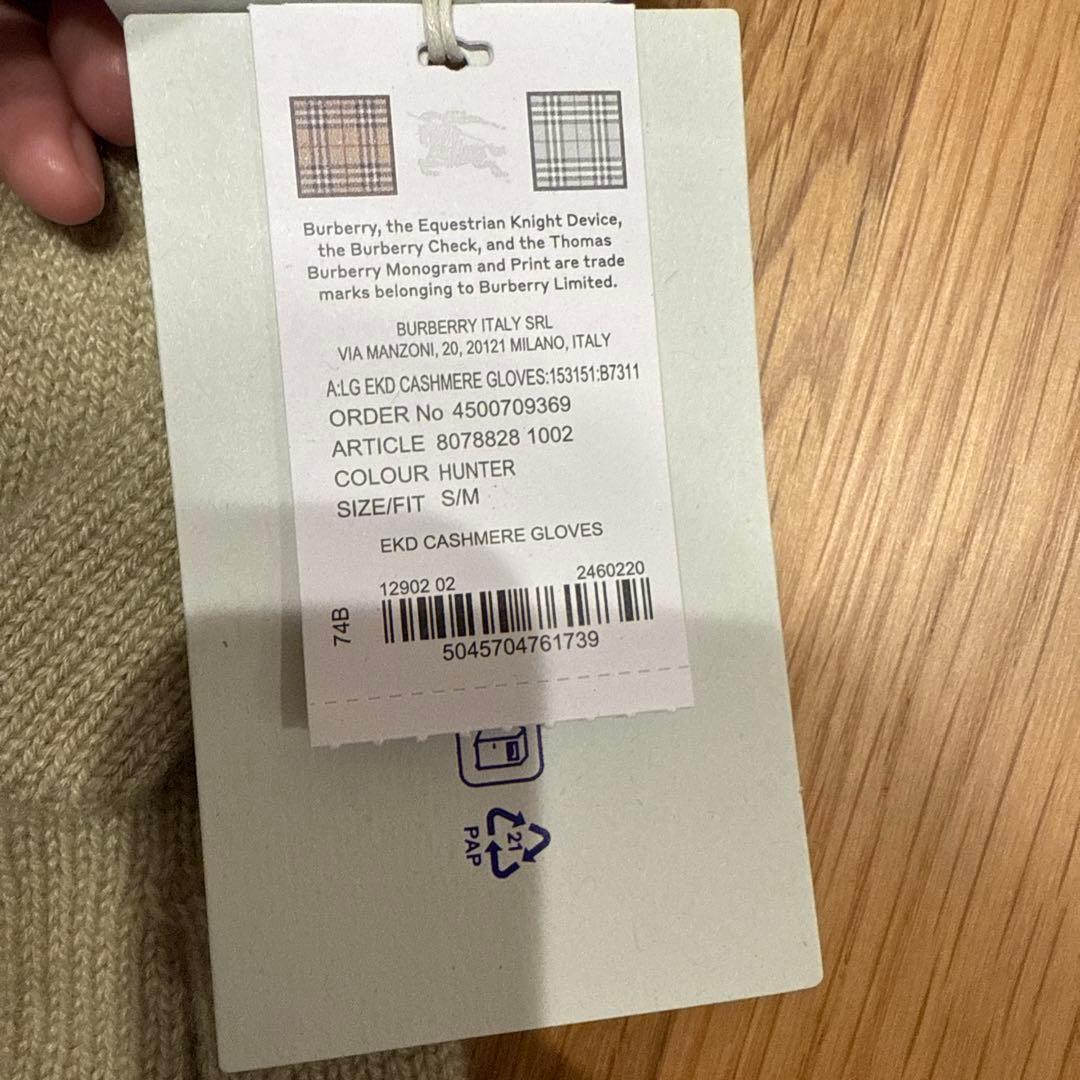 Burberry, the Equestrian Knight Device,
the Burberry Check, and the Thomas
Burberry Monogram and Print are trade
marks belonging to Burberry Limited.
BURBERRY ITALY SRL
VIA MANZONI, 20, 20121 MILANO, ITALY
A:LG EKD CASHMERE GLOVES:153151:B7311
ORDER No 4500709369
ARTICLE 8078828 1002
COLOUR HUNTER
SIZE/FIT S/M
EKD CASHMERE GLOVES
12902 02 2460220
74B
5045704761739
21
PAP